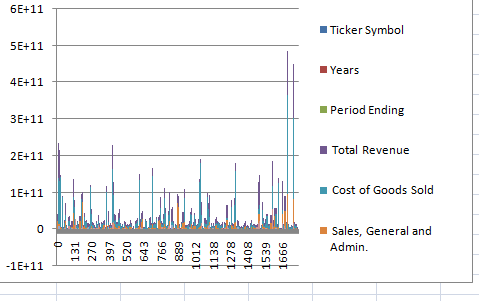 6E+11
5E+11
4E+11
3E+11
2E+11
1E+11
0
-1E+11
0
131
270
397
520
643
766
889
1012
1138
1278
1408
1539
1666
Ticker Symbol
Years
Period Ending
Total Revenue
Cost of Goods Sold
Sales, General and
Admin.